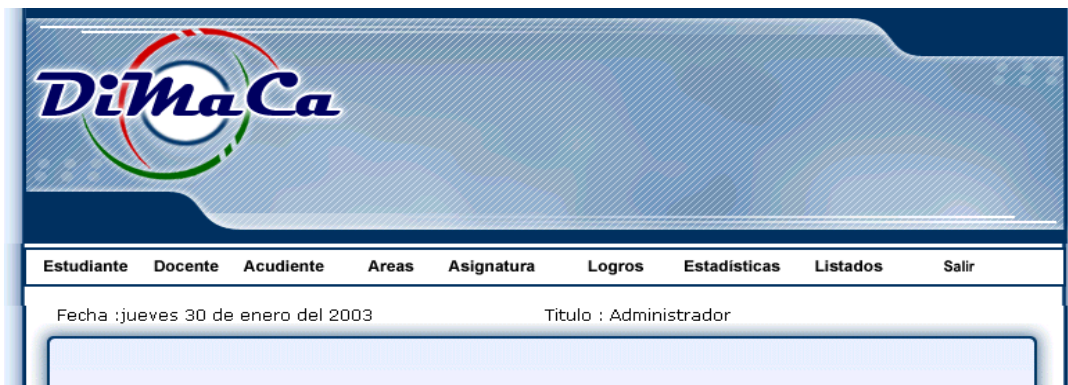 DiMaCa
Estudiante Docente Acudiente Areas Asignatura Logros Estadísticas Listados Salir
Fecha :jueves 30 de enero del 2003 Titulo : Administrador